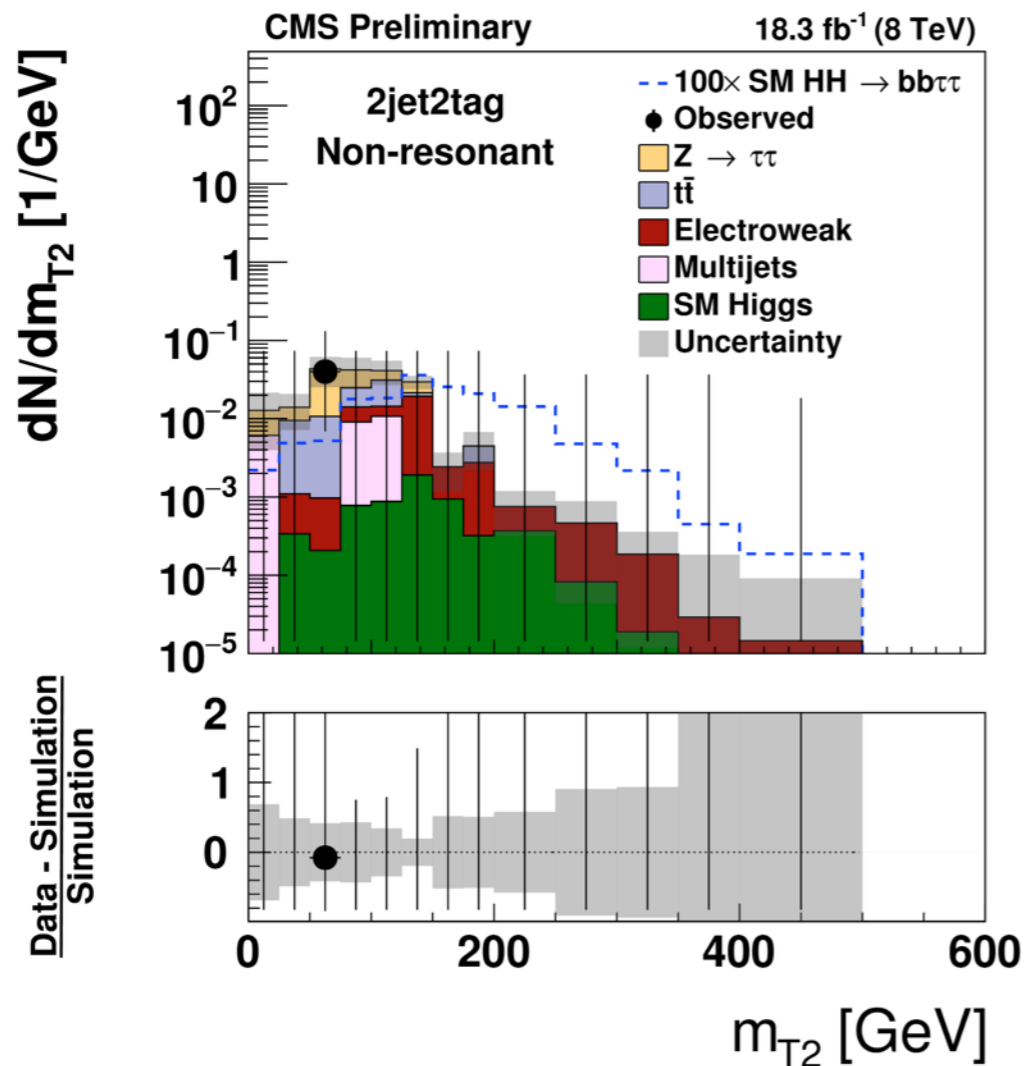 CMS Preliminary 18.3 fb⁻¹ (8 TeV)
dN/dm_T2 [1/GeV]
2jet2tag
Non-resonant
100× SM HH → bbττ
Observed
Z → ττ
tt̄
Electroweak
Multijets
SM Higgs
Uncertainty
10²
10
1
10⁻¹
10⁻²
10⁻³
10⁻⁴
10⁻⁵
Data - Simulation
Simulation
2
1
0
0 200 400 600
m_T2 [GeV]